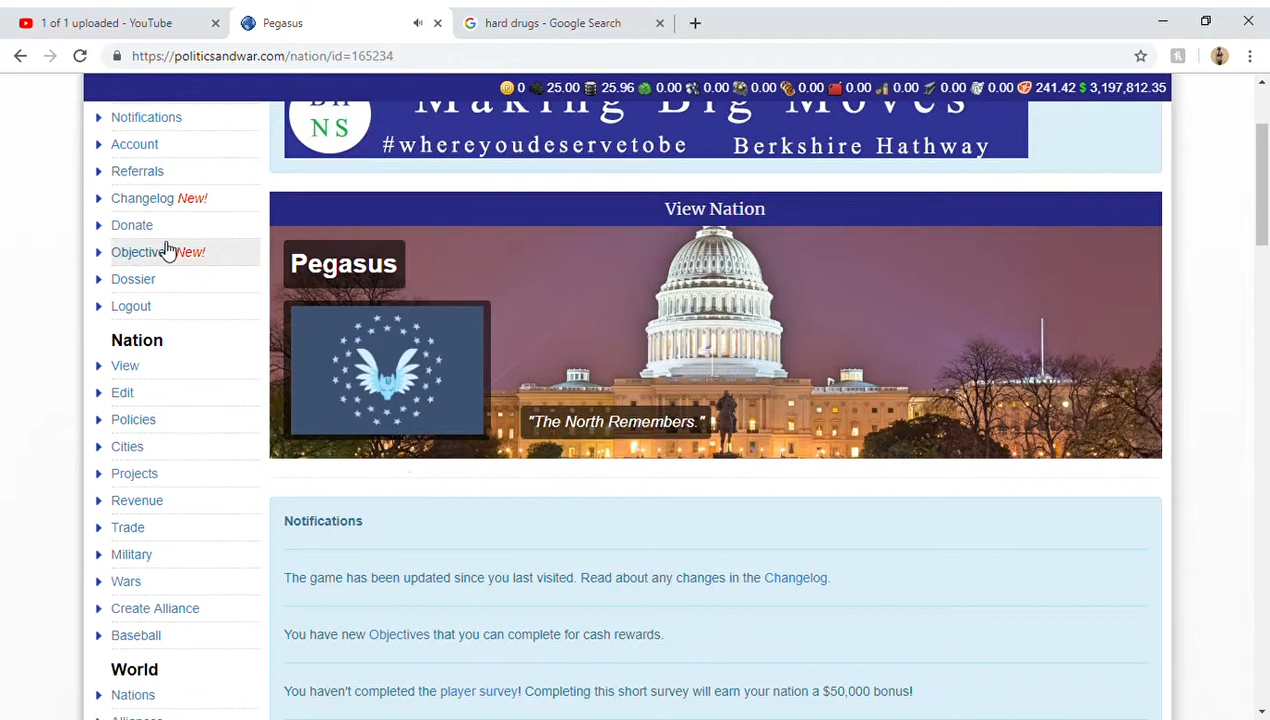 1 of 1 uploaded - YouTube
Pegasus
hard drugs - Google Search
https://politicsandwar.com/nation/id=165234
0 25.00 25.96 0.00 0.00 0.00 0.00 0.00 0.00 0.00 0.00 241.42 $ 3,197,812.35
Making Big Moves
NS
#whereyoudeservetobe Berkshire Hathway
Notifications
Account
Referrals
Changelog New!
Donate
Objectives New!
Dossier
Logout
Nation
View
Edit
Policies
Cities
Projects
Revenue
Trade
Military
Wars
Create Alliance
Baseball
World
Nations
View Nation
Pegasus
"The North Remembers."
Notifications
The game has been updated since you last visited. Read about any changes in the Changelog.
You have new Objectives that you can complete for cash rewards.
You haven't completed the player survey! Completing this short survey will earn your nation a $50,000 bonus!